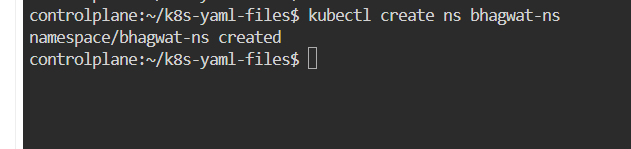 controlplane:~/k8s-yaml-files$ kubectl create ns bhagwat-ns
namespace/bhagwat-ns created
controlplane:~/k8s-yaml-files$